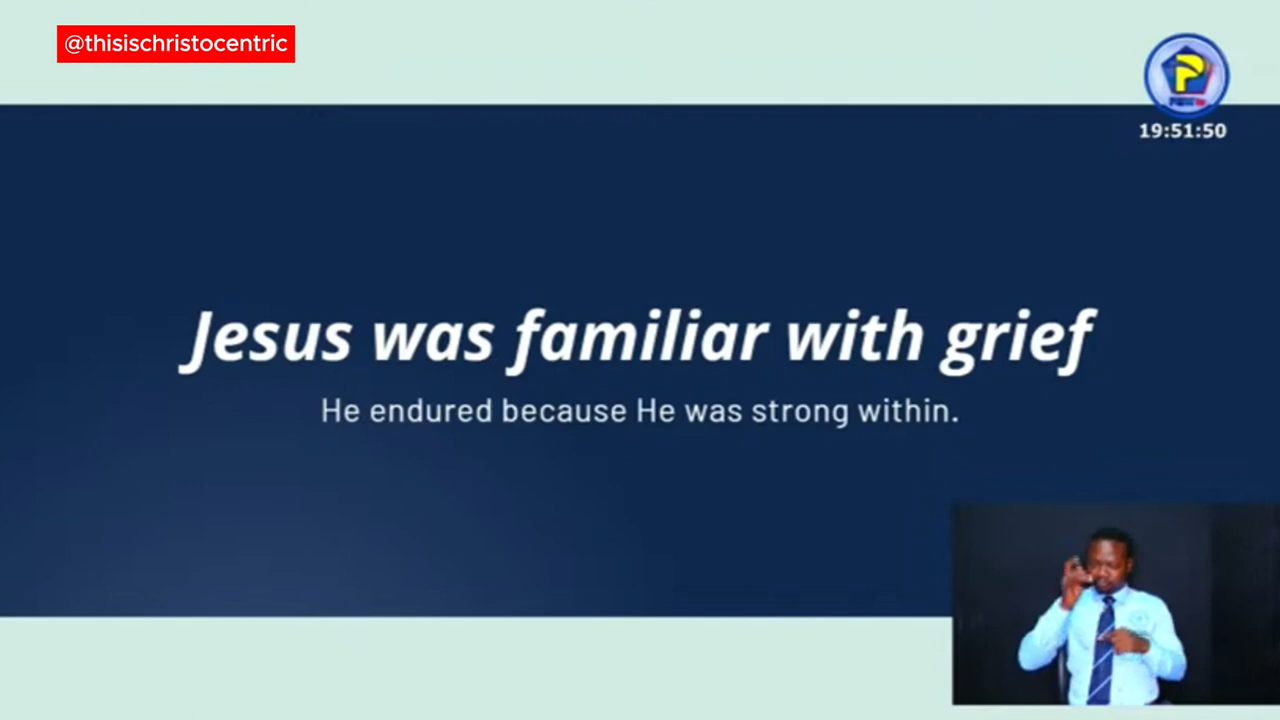 @thisischristocentric
19:51:50
Jesus was familiar with grief
He endured because He was strong within.